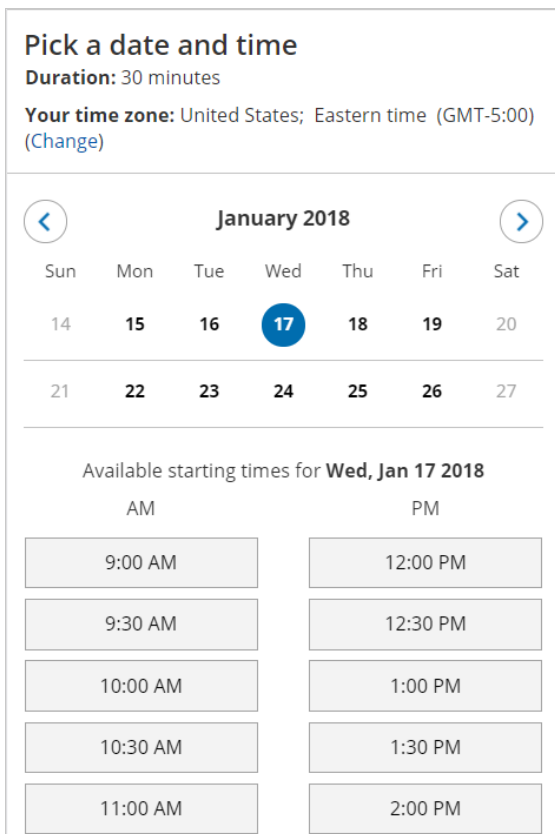 Pick a date and time
Duration: 30 minutes
Your time zone: United States;  Eastern time  (GMT-5:00)
(Change)
January 2018
Sun Mon Tue Wed Thu Fri Sat
14 15 16 17 18 19 20
21 22 23 24 25 26 27
Available starting times for Wed, Jan 17 2018
AM PM
9:00 AM 12:00 PM
9:30 AM 12:30 PM
10:00 AM 1:00 PM
10:30 AM 1:30 PM
11:00 AM 2:00 PM